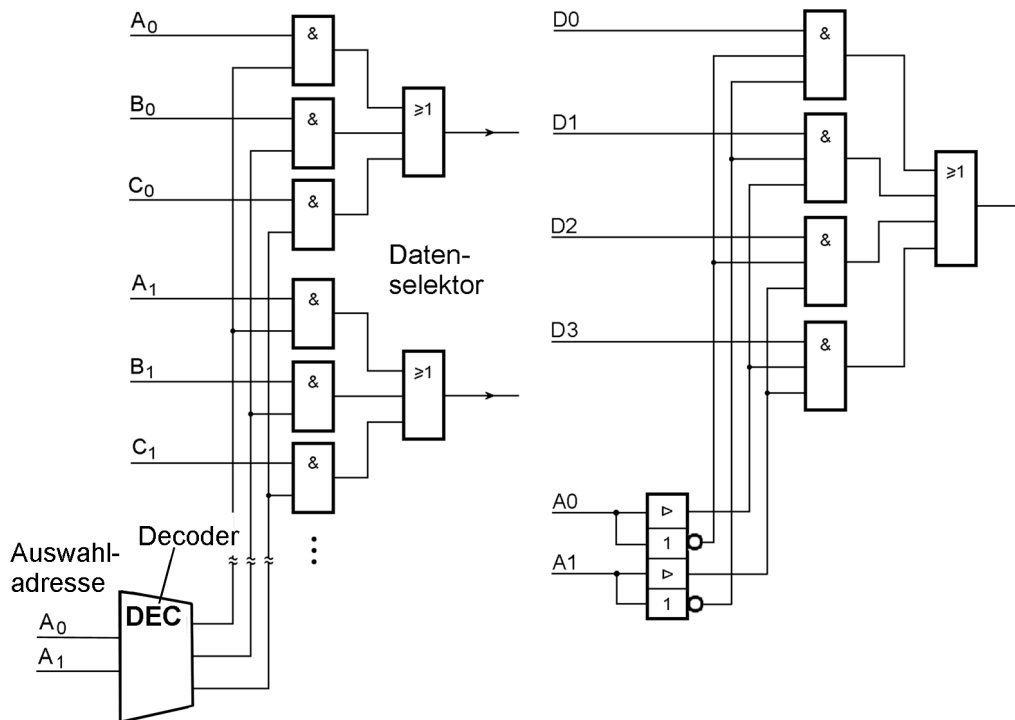 A0
&
B0
&
≥1
C0
&
Daten-
selektor
A1
&
B1
&
≥1
C1
&
Decoder
Auswahl-
adresse
DEC
A0
A1
D0
&
D1
&
≥1
D2
&
D3
&
A0
▷
1
A1
▷
1